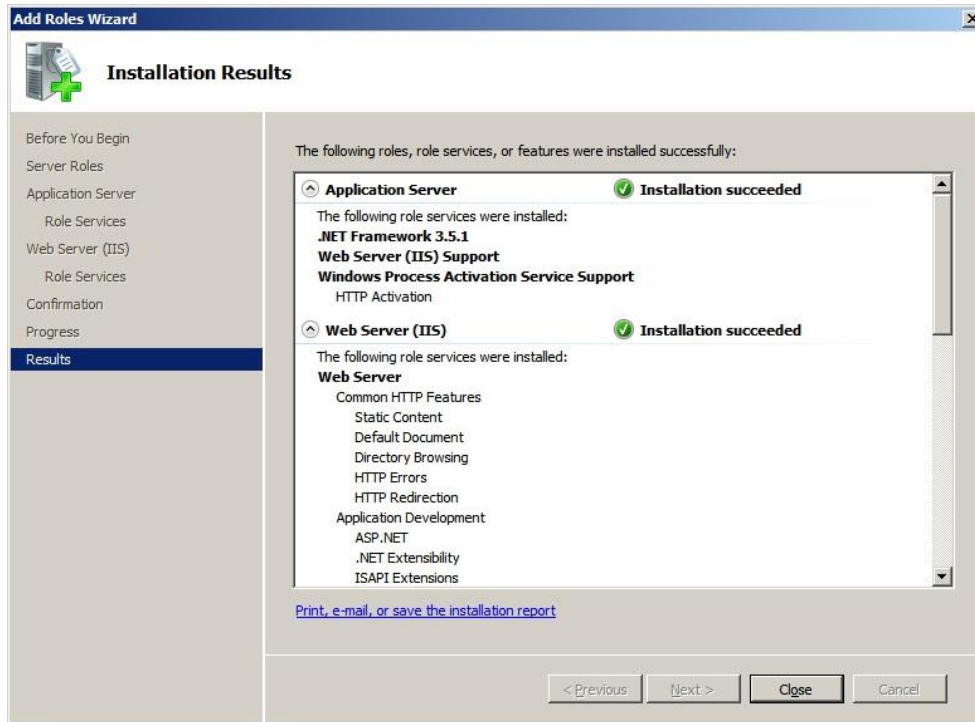 Add Roles Wizard
Installation Results
Before You Begin
Server Roles
Application Server
Role Services
Web Server (IIS)
Role Services
Confirmation
Progress
Results
The following roles, role services, or features were installed successfully:
Application Server Installation succeeded
The following role services were installed:
.NET Framework 3.5.1
Web Server (IIS) Support
Windows Process Activation Service Support
HTTP Activation
Web Server (IIS) Installation succeeded
The following role services were installed:
Web Server
Common HTTP Features
Static Content
Default Document
Directory Browsing
HTTP Errors
HTTP Redirection
Application Development
ASP.NET
.NET Extensibility
ISAPI Extensions
Print, e-mail, or save the installation report
< Previous Next > Close Cancel